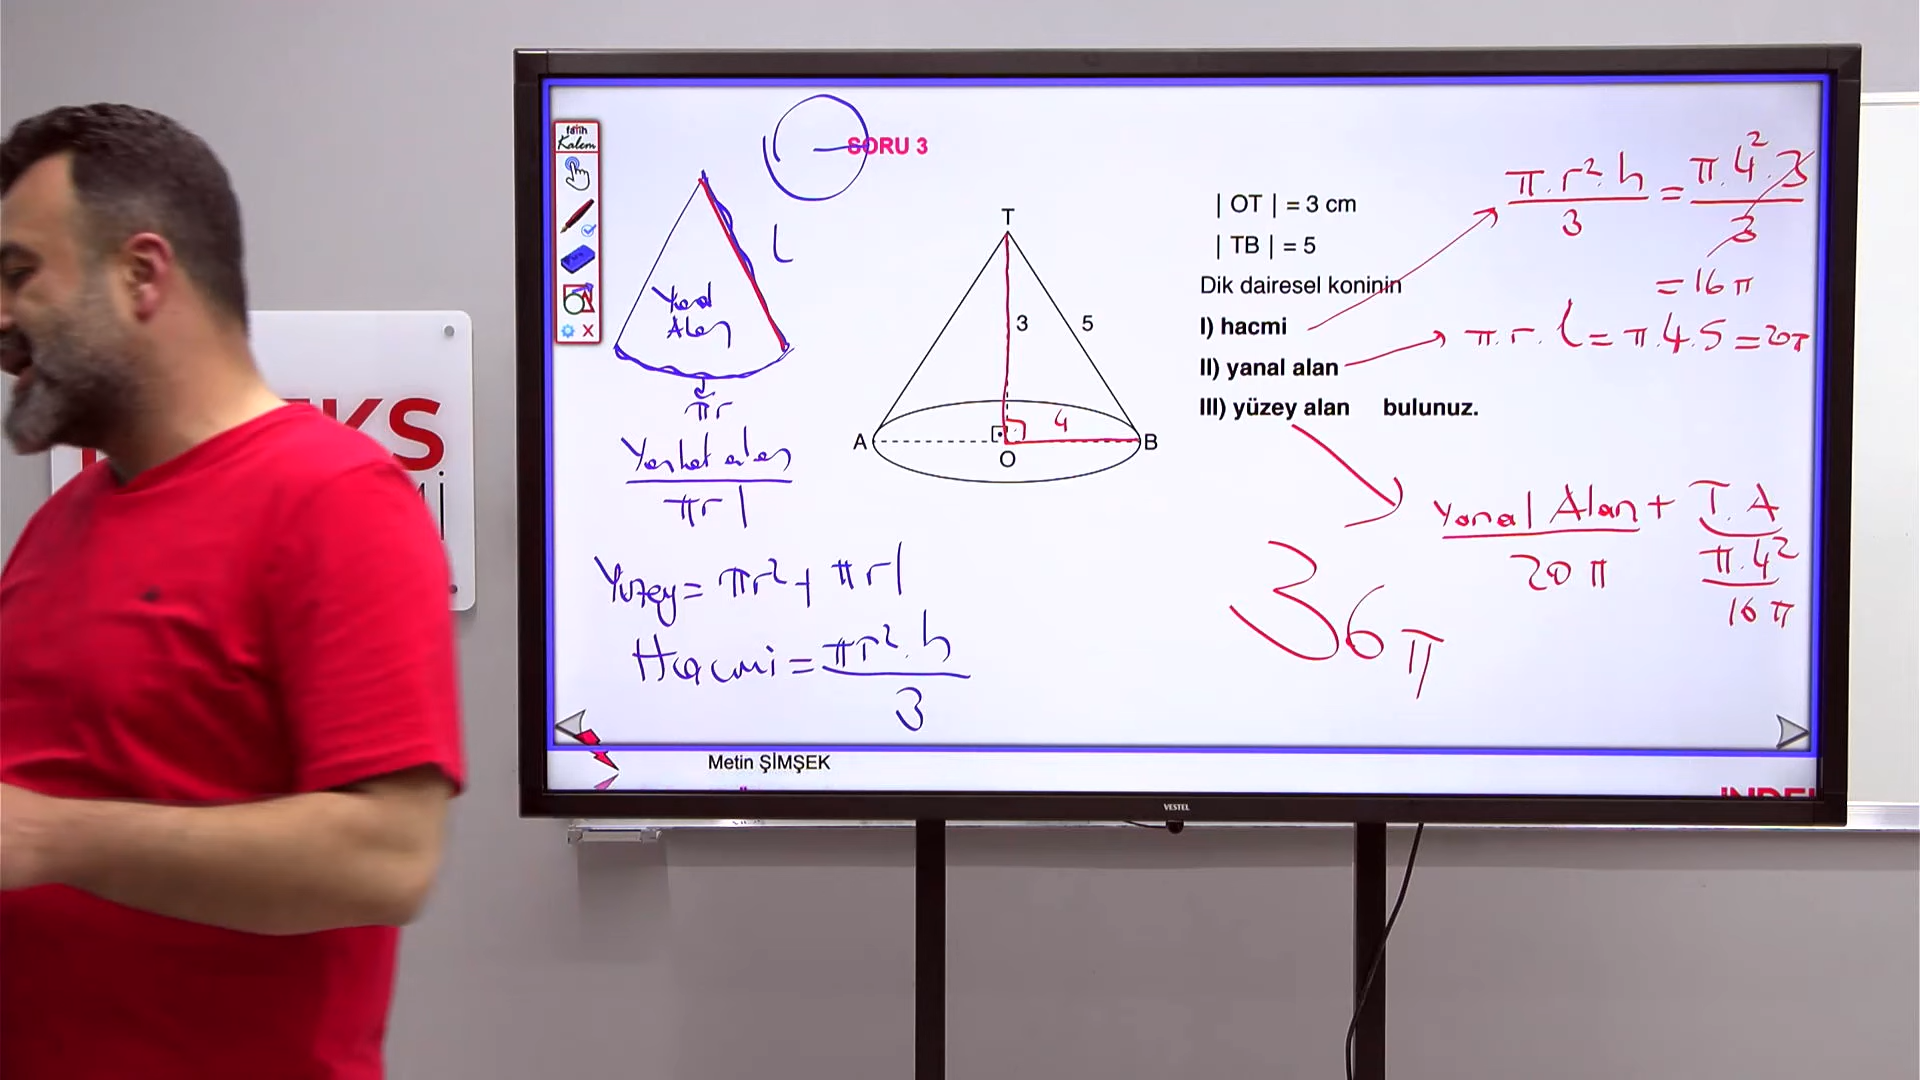 fatih
Kalem
SORU 3
l
Yanal
Alan
πr
Yanal alan
πrl
Yüzey = πr² + πrl
Hacmi = πr².h
3
T
3
5
4
A
O
B
| OT | = 3 cm
| TB | = 5
Dik dairesel koninin
I) hacmi
II) yanal alan
III) yüzey alan bulunuz.
π.r².h = π.4².3
3 3
= 16π
π.r.l = π.4.5 = 20π
Yanal Alan + T.A
20π π.4²
16π
36π
Metin ŞİMŞEK
VESTEL
KS
Mİ